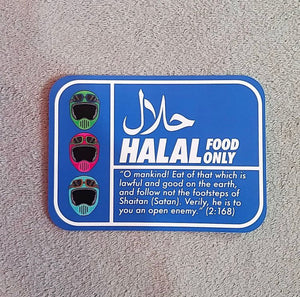 حلال
HALAL FOOD
ONLY
"O mankind! Eat of that which is
lawful and good on the earth,
and follow not the footsteps of
Shaitan (Satan). Verily, he is to
you an open enemy." (2:168)